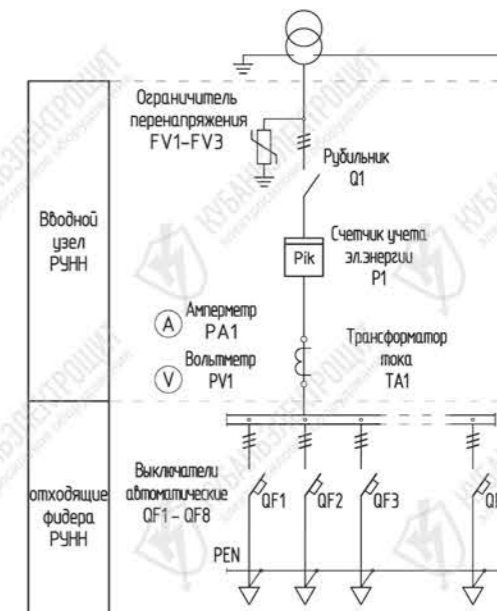 Ограничитель
перенапряжения
FV1-FV3
Рубильник
Q1
Вводной
узел
РУНН
Счетчик учета
эл.энергии
P1
Pik
Амперметр
PA1
A
Вольтметр
PV1
V
Трансформатор
тока
TA1
отходящие
фидера
РУНН
Выключатели
автоматические
QF1 - QF8
QF1
QF2
QF3
PEN
КУБАНЬЭЛЕКТРОЩИТ